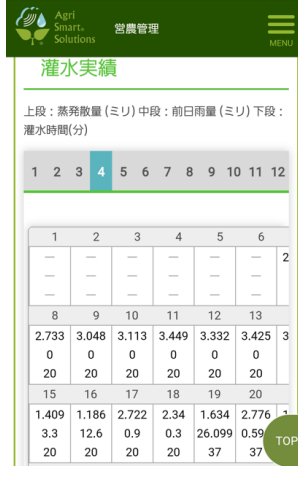 Agri
Smart®
Solutions
営農管理
MENU
灌水実績
上段：蒸発散量(ミリ) 中段：前日雨量(ミリ) 下段：
灌水時間(分)
1 2 3 4 5 6 7 8 9 10 11 12
1 2 3 4 5 6
— — — — — — 2
— — — — — —
— — — — — —
8 9 10 11 12 13
2.733 3.048 3.113 3.449 3.332 3.425 3
0 0 0 0 0 0
20 20 20 20 20 20
15 16 17 18 19 20
1.409 1.186 2.722 2.34 1.634 2.776
3.3 12.6 0.9 0.3 26.099 0.59
20 20 20 20 37 37
TOP